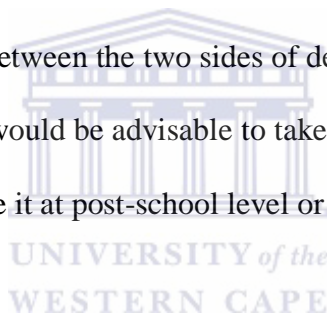 etween the two sides of de
vould be advisable to take
e it at post-school level or
UNIVERSITY of the
WESTERN CAPE